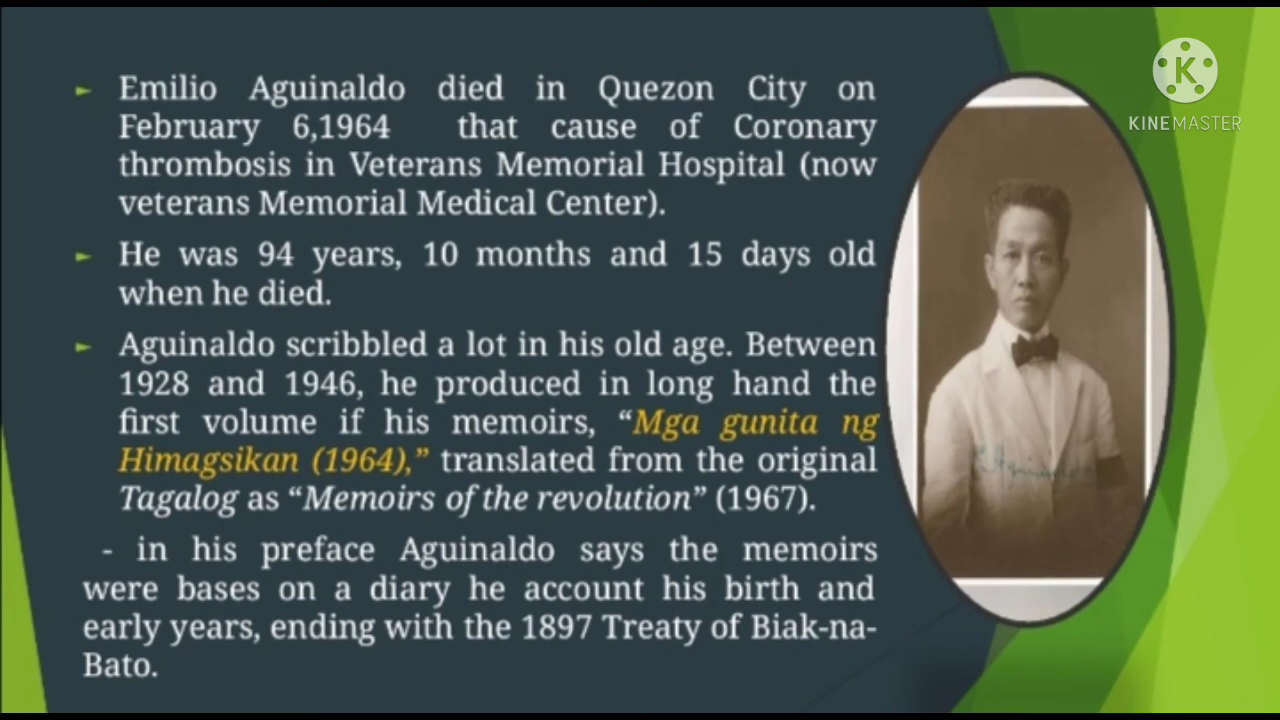 ► Emilio Aguinaldo died in Quezon City on
February 6,1964 that cause of Coronary
thrombosis in Veterans Memorial Hospital (now
veterans Memorial Medical Center).
► He was 94 years, 10 months and 15 days old
when he died.
► Aguinaldo scribbled a lot in his old age. Between
1928 and 1946, he produced in long hand the
first volume if his memoirs, “Mga gunita ng
Himagsikan (1964),” translated from the original
Tagalog as “Memoirs of the revolution” (1967).
- in his preface Aguinaldo says the memoirs
were bases on a diary he account his birth and
early years, ending with the 1897 Treaty of Biak-na-
Bato.
K
KINEMASTER